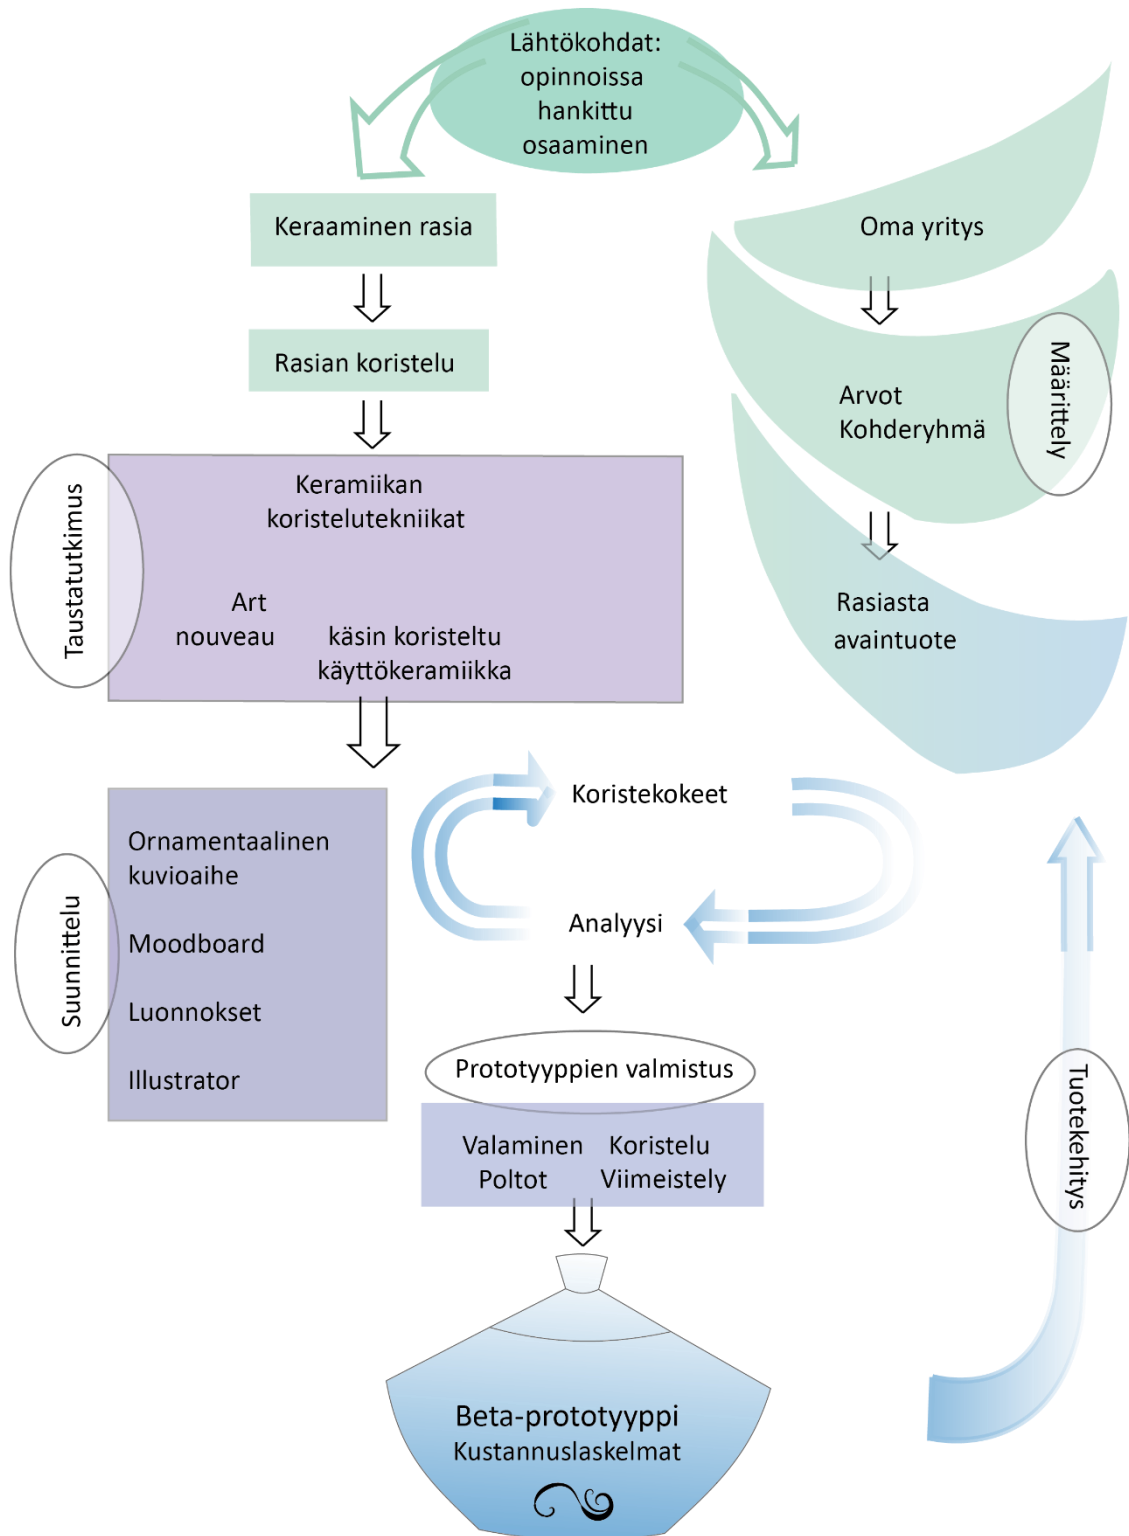 Lähtökohdat:
opinnoissa
hankittu
osaaminen
Keraaminen rasia
Rasian koristelu
Taustatutkimus
Keramiikan
koristelutekniikat
Art
nouveau
käsin koristeltu
käyttökeramiikka
Oma yritys
Arvot
Kohderyhmä
Määrittely
Rasiasta
avaintuote
Suunnittelu
Ornamentaalinen
kuvioaihe
Moodboard
Luonnokset
Illustrator
Koristekokeet
Analyysi
Prototyyppien valmistus
Valaminen Koristelu
Poltot Viimeistely
Beta-prototyyppi
Kustannuslaskelmat
Tuotekehitys